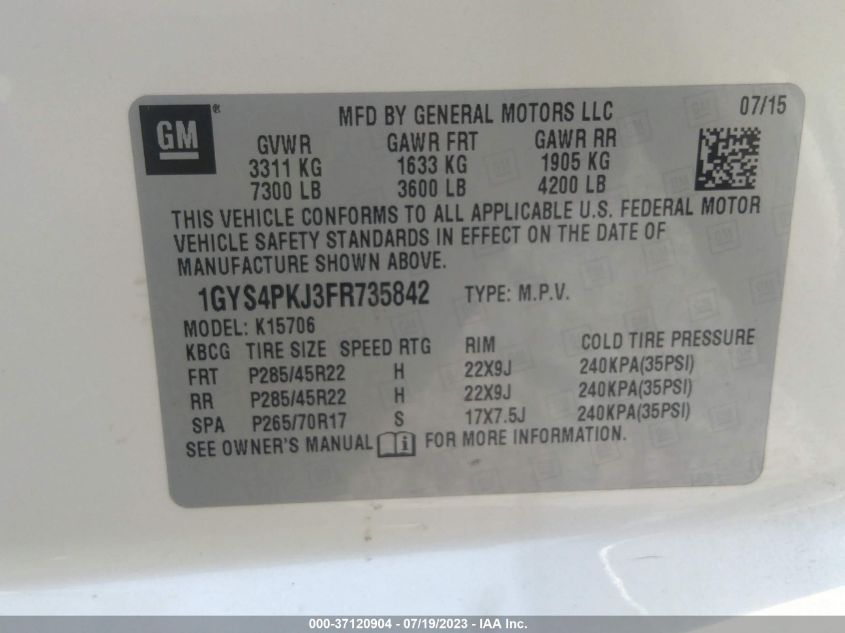 GM ®
MFD BY GENERAL MOTORS LLC
07/15
GVWR GAWR FRT GAWR RR
3311 KG 1633 KG 1905 KG
7300 LB 3600 LB 4200 LB
THIS VEHICLE CONFORMS TO ALL APPLICABLE U.S. FEDERAL MOTOR
VEHICLE SAFETY STANDARDS IN EFFECT ON THE DATE OF
MANUFACTURE SHOWN ABOVE.
1GYS4PKJ3FR735842 TYPE: M.P.V.
MODEL: K15706
KBCG TIRE SIZE SPEED RTG RIM COLD TIRE PRESSURE
FRT P285/45R22 H 22X9J 240KPA(35PSI)
RR P285/45R22 H 22X9J 240KPA(35PSI)
SPA P265/70R17 S 17X7.5J 240KPA(35PSI)
SEE OWNER'S MANUAL FOR MORE INFORMATION.
000-37120904 - 07/19/2023 - IAA Inc.